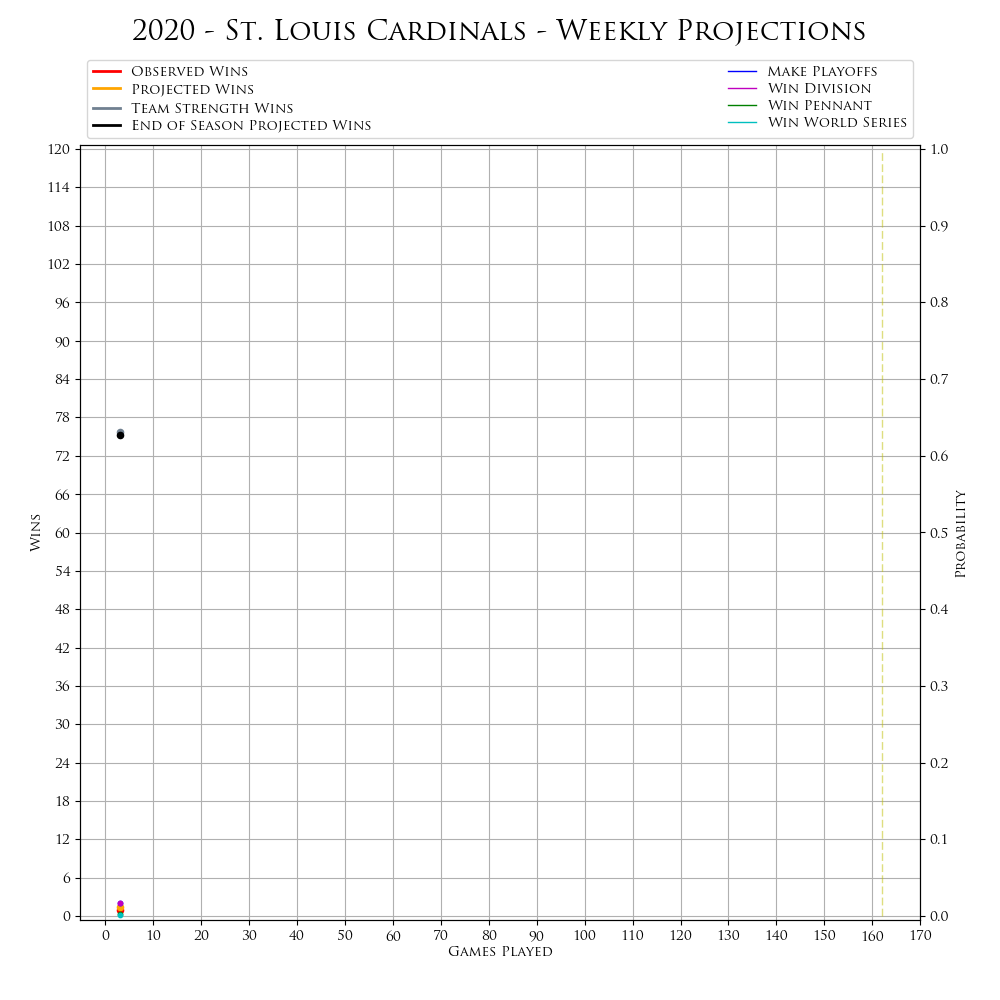 2020 - St. Louis Cardinals - Weekly Projections
Observed Wins
Projected Wins
Team Strength Wins
End of Season Projected Wins
Make Playoffs
Win Division
Win Pennant
Win World Series
120
114
108
102
96
90
84
78
72
66
60
54
48
42
36
30
24
18
12
6
0
Wins
1.0
0.9
0.8
0.7
0.6
0.5
0.4
0.3
0.2
0.1
0.0
Probability
0 10 20 30 40 50 60 70 80 90 100 110 120 130 140 150 160 170
Games Played